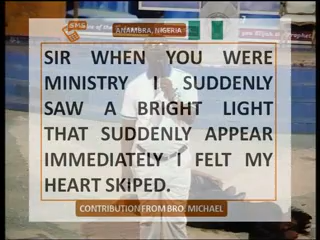 SMS
ANAMBRA, NIGERIA
SIR WHEN YOU WERE
MINISTRY I SUDDENLY
SAW A BRIGHT LIGHT
THAT SUDDENLY APPEAR
IMMEDIATELY I FELT MY
HEART SKIPED.
CONTRIBUTION FROM BRO. MICHAEL